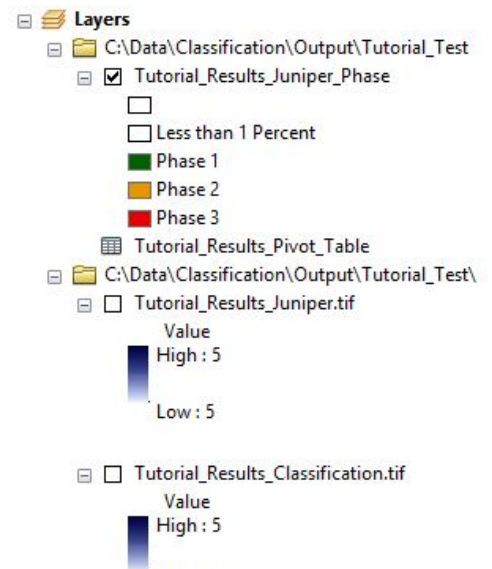 Layers
C:\Data\Classification\Output\Tutorial_Test
Tutorial_Results_Juniper_Phase
Less than 1 Percent
Phase 1
Phase 2
Phase 3
Tutorial_Results_Pivot_Table
C:\Data\Classification\Output\Tutorial_Test\
Tutorial_Results_Juniper.tif
Value
High : 5
Low : 5
Tutorial_Results_Classification.tif
Value
High : 5